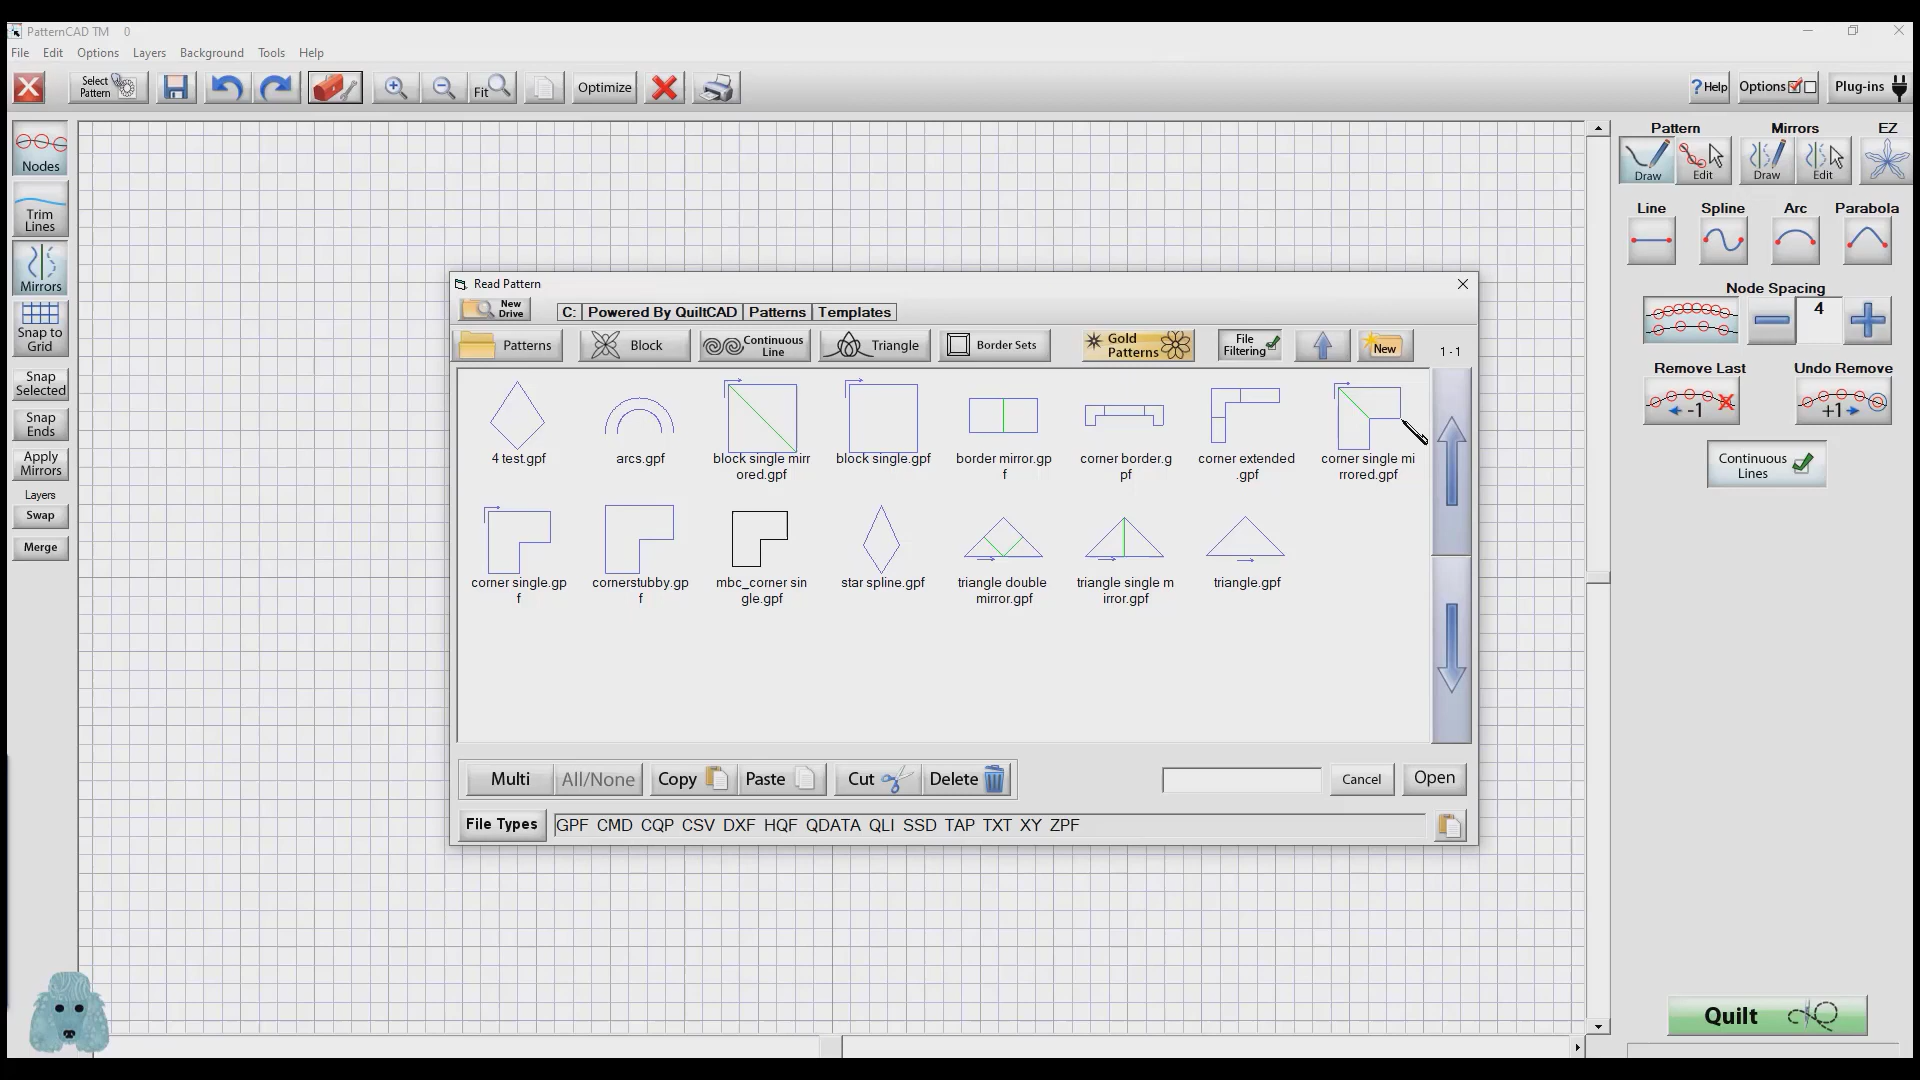 PatternCAD TM 0
File Edit Options Layers Background Tools Help
Select
Pattern
Fit
Optimize
?Help
Options
Plug-ins
Nodes
Trim
Lines
Mirrors
Snap to
Grid
Snap
Selected
Snap
Ends
Apply
Mirrors
Layers
Swap
Merge
Read Pattern
New
Drive
C: Powered By QuiltCAD Patterns Templates
Patterns
Block
Continuous
Line
Triangle
Border Sets
Gold
Patterns
File
Filtering
New
1 - 1
4 test.gpf
arcs.gpf
block single mirr
ored.gpf
block single.gpf
border mirror.gp
f
corner border.g
pf
corner extended
.gpf
corner single mi
rrored.gpf
corner single.gp
f
cornerstubby.gp
f
mbc_corner sin
gle.gpf
star spline.gpf
triangle double
mirror.gpf
triangle single m
irror.gpf
triangle.gpf
Multi All/None Copy Paste Cut Delete
Cancel Open
File Types
GPF CMD CQP CSV DXF HQF QDATA QLI SSD TAP TXT XY ZPF
Pattern Mirrors EZ
Draw Edit Draw Edit
Line Spline Arc Parabola
Node Spacing
4
Remove Last Undo Remove
-1
+1
Continuous
Lines
Quilt